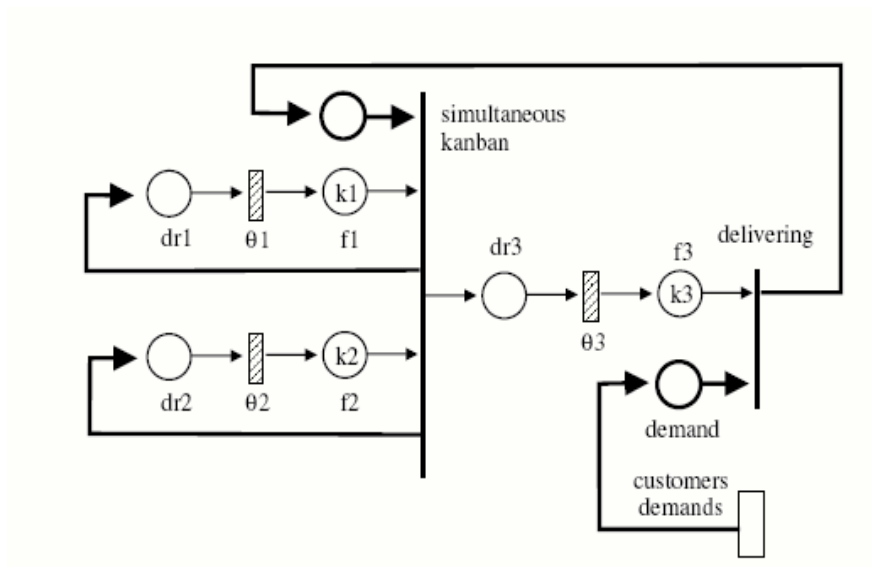 simultaneous
kanban
k1
dr1
θ1
f1
dr3
f3
delivering
k3
θ3
k2
dr2
θ2
f2
demand
customers
demands